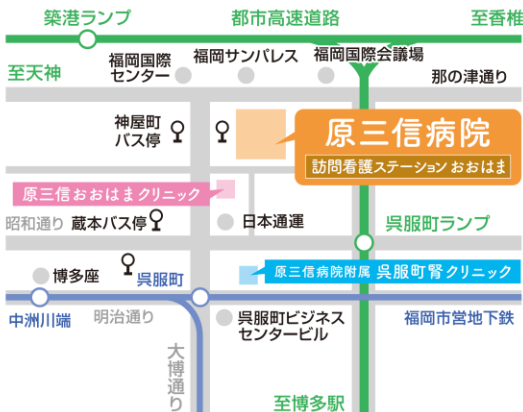 築港ランプ
都市高速道路
至香椎
至天神
福岡国際
センター
福岡サンパレス
福岡国際会議場
那の津通り
神屋町
バス停
原三信病院
訪問看護ステーション おおはま
原三信おおはまクリニック
昭和通り
蔵本バス停
日本通運
呉服町ランプ
博多座
呉服町
原三信病院附属 呉服町腎クリニック
中洲川端
明治通り
呉服町ビジネス
センタービル
福岡市営地下鉄
大博通り
至博多駅